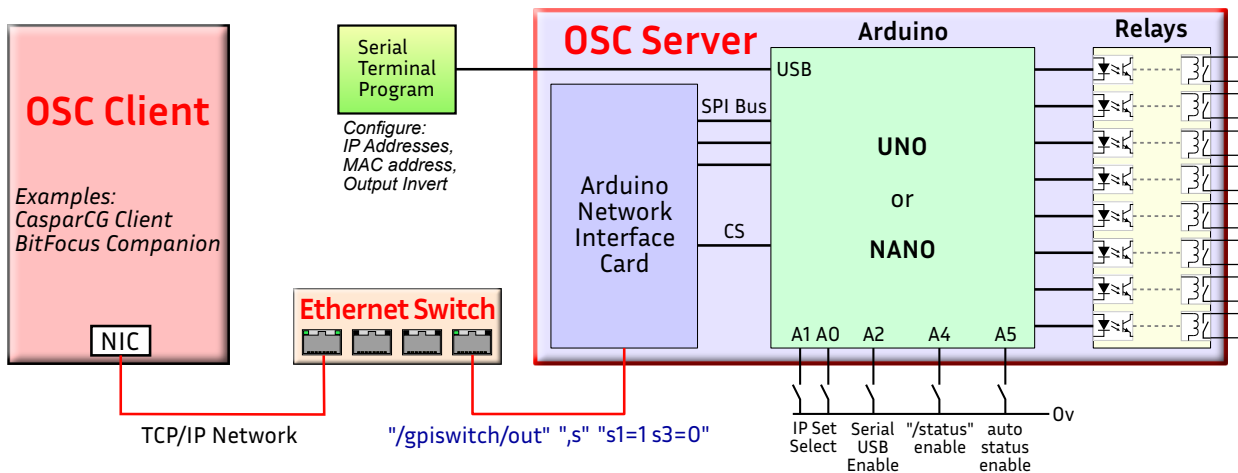 OSC Client
Examples:
CasparCG Client
BitFocus Companion
NIC
TCP/IP Network
Serial
Terminal
Program
Configure:
IP Addresses,
MAC address,
Output Invert
Ethernet Switch
"/gpiswitch/out" ",s" "s1=1 s3=0"
OSC Server
Arduino
Network
Interface
Card
SPI Bus
CS
Arduino
USB
UNO
or
NANO
A1 A0 A2 A4 A5
Relays
IP Set
Select
Serial
USB
Enable
"/status"
enable
auto
status
enable
0v